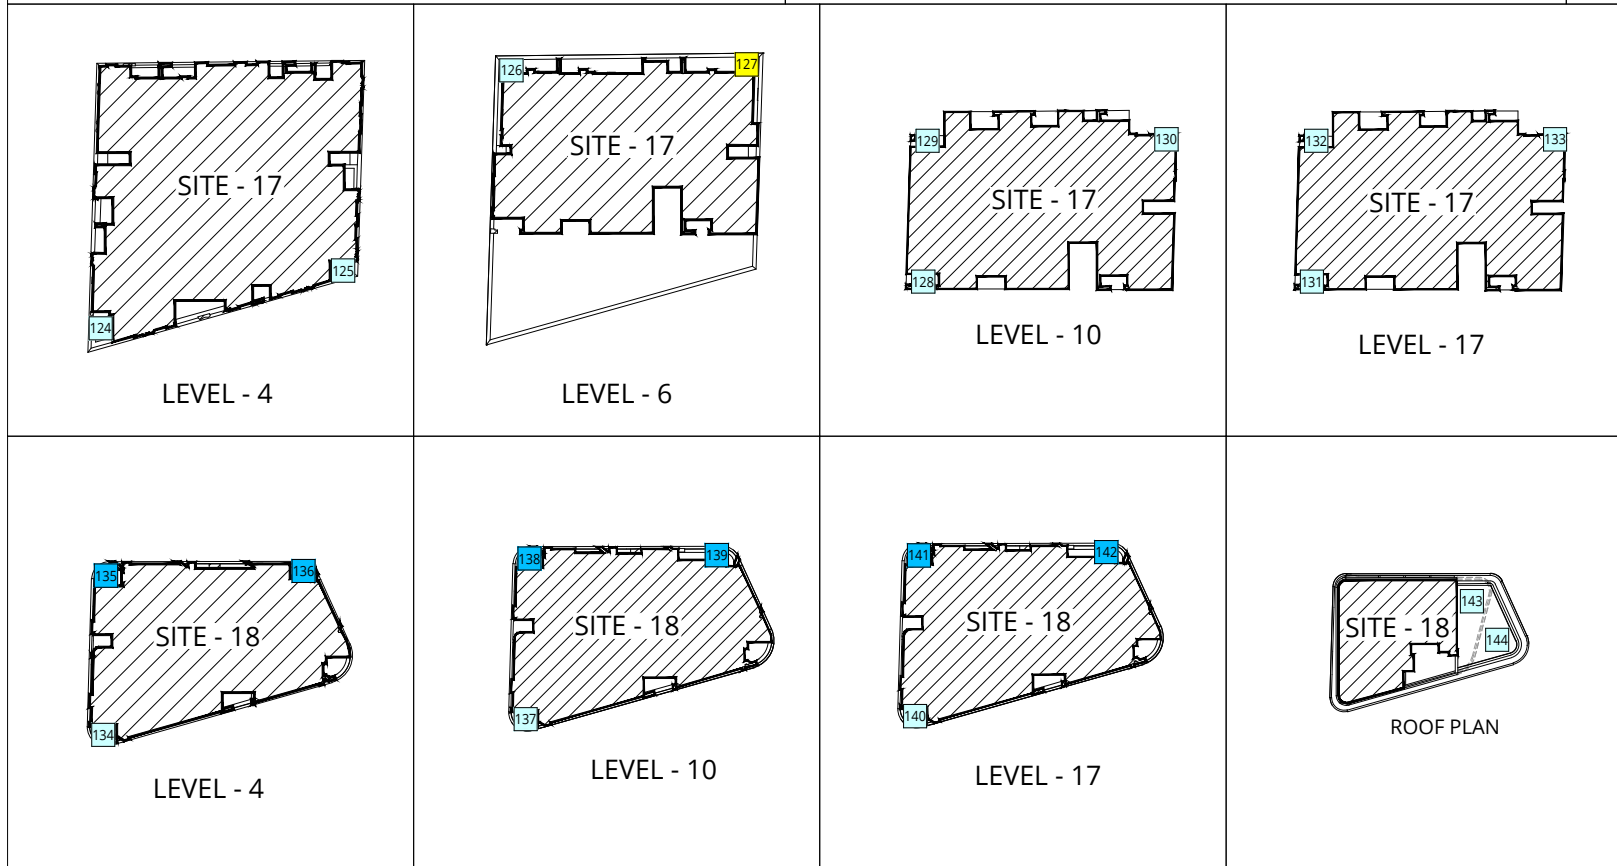 126
127
SITE - 17
125
124
LEVEL - 4
SITE - 17
LEVEL - 6
129
130
SITE - 17
128
LEVEL - 10
132
133
SITE - 17
131
LEVEL - 17
135
136
SITE - 18
134
LEVEL - 4
138
139
SITE - 18
137
LEVEL - 10
141
142
SITE - 18
140
LEVEL - 17
143
SITE - 18
144
ROOF PLAN